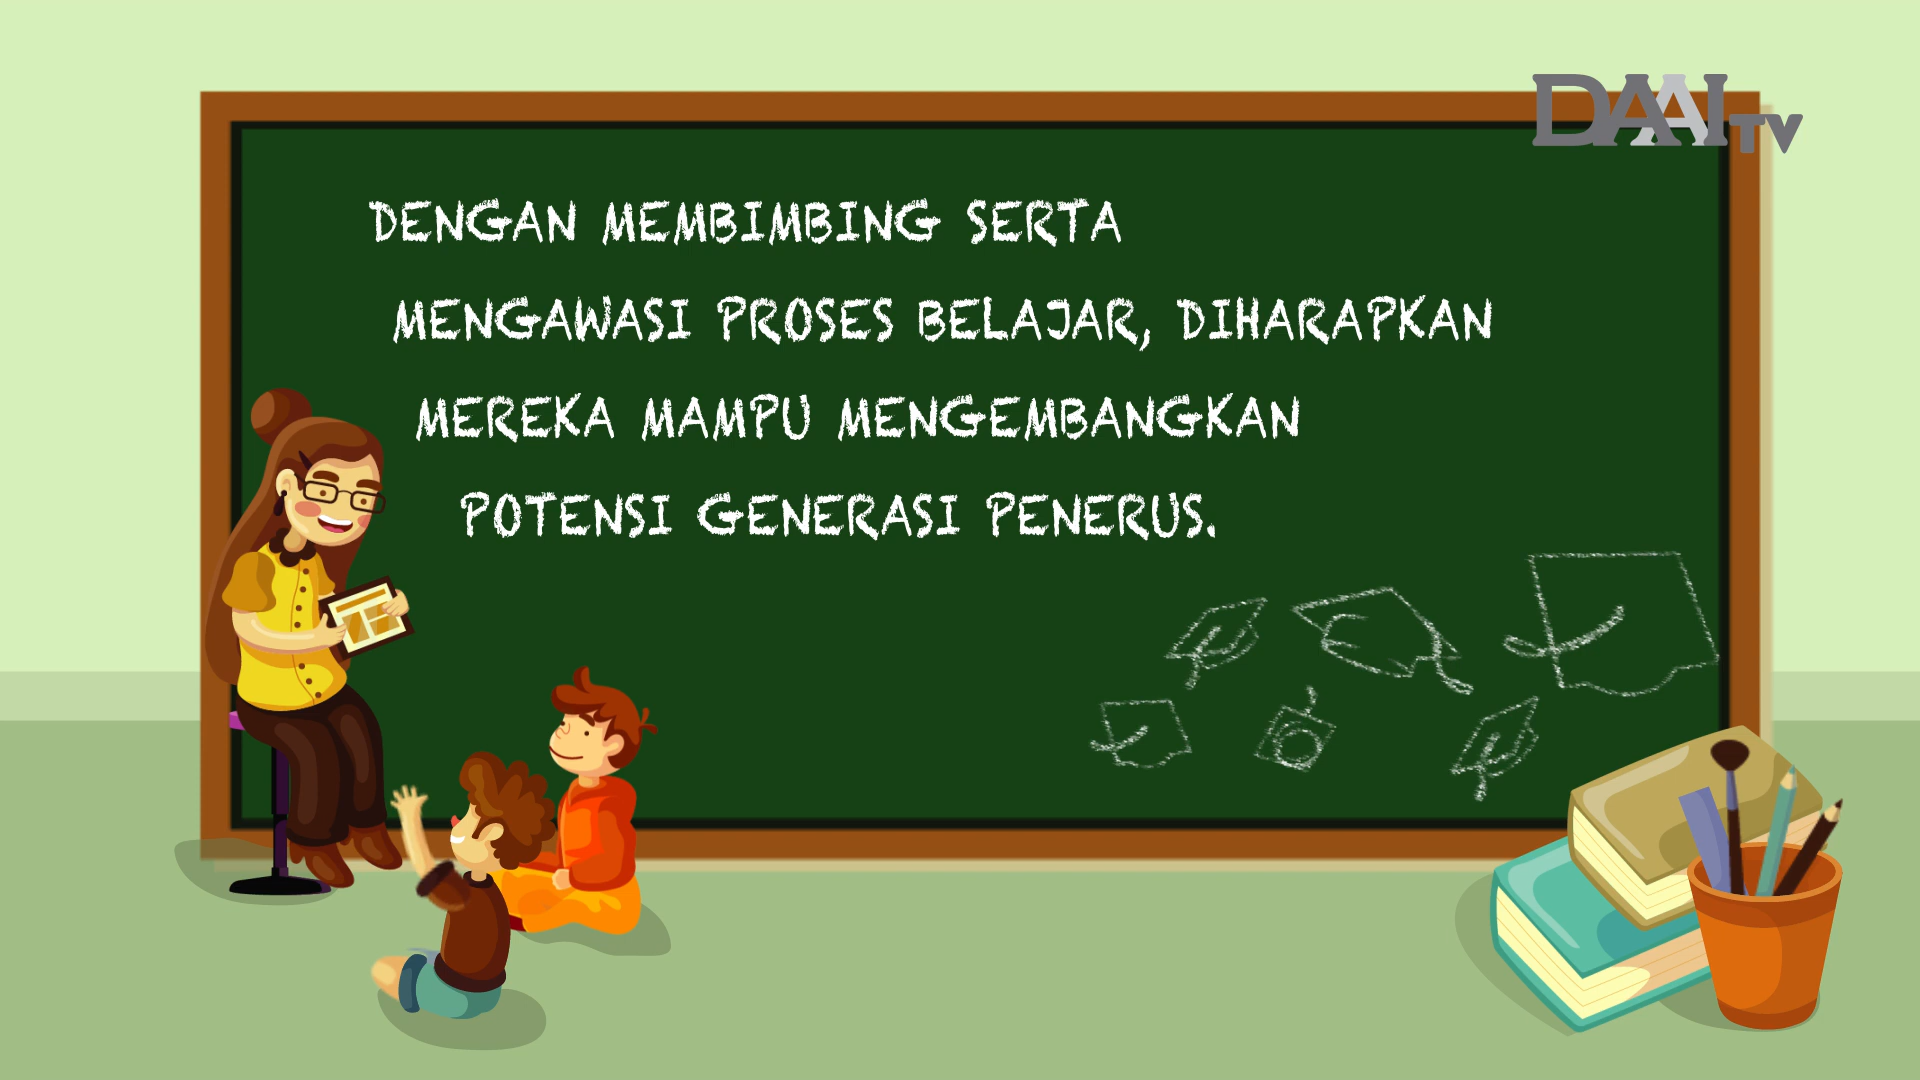 DAAI TV
DENGAN MEMBIMBING SERTA
MENGAWASI PROSES BELAJAR, DIHARAPKAN
MEREKA MAMPU MENGEMBANGKAN
POTENSI GENERASI PENERUS.